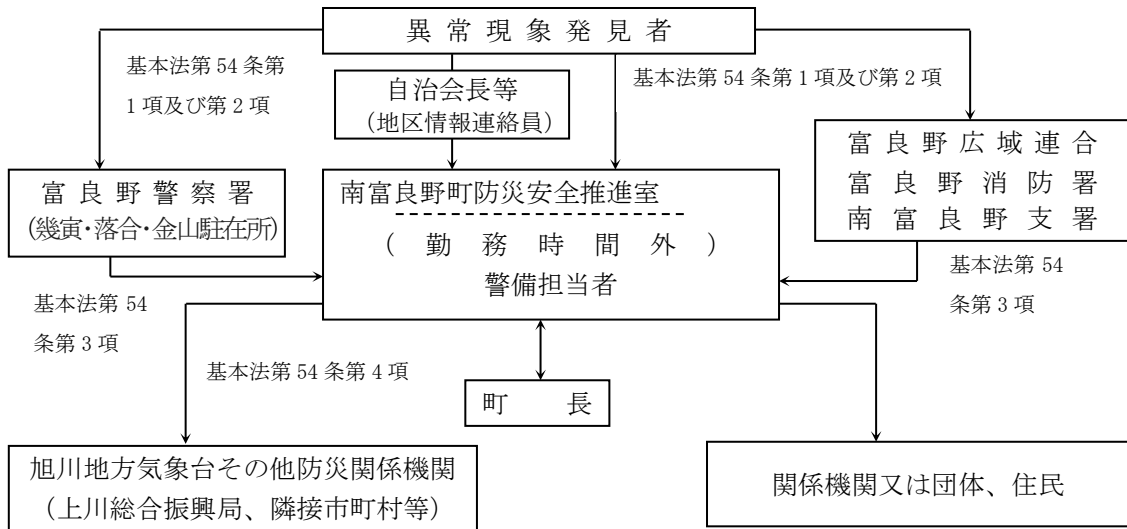 異常現象発見者
基本法第54条第
1項及び第2項
自治会長等
（地区情報連絡員）
基本法第54条第1項及び第2項
富良野広域連合
富良野消防署
南富良野支署
富良野警察署
(幾寅・落合・金山駐在所)
南富良野町防災安全推進室
(勤務時間外)
警備担当者
基本法第54
条第3項
基本法第54
条第3項
基本法第54条第4項
町長
旭川地方気象台その他防災関係機関
（上川総合振興局、隣接市町村等）
関係機関又は団体、住民